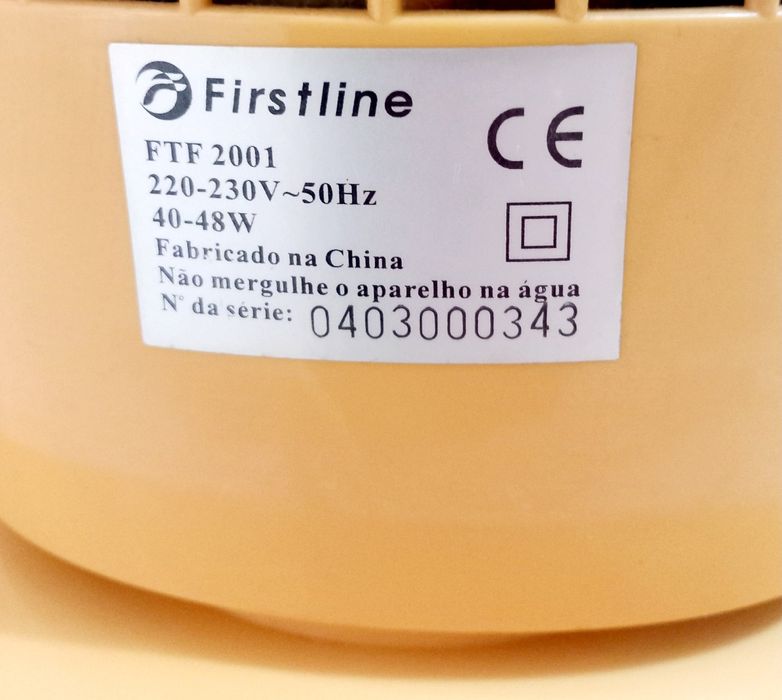 Firstline
CE
FTF 2001
220-230V~50Hz
40-48W
Fabricado na China
Não mergulhe o aparelho na água
N° da série: 0403000343